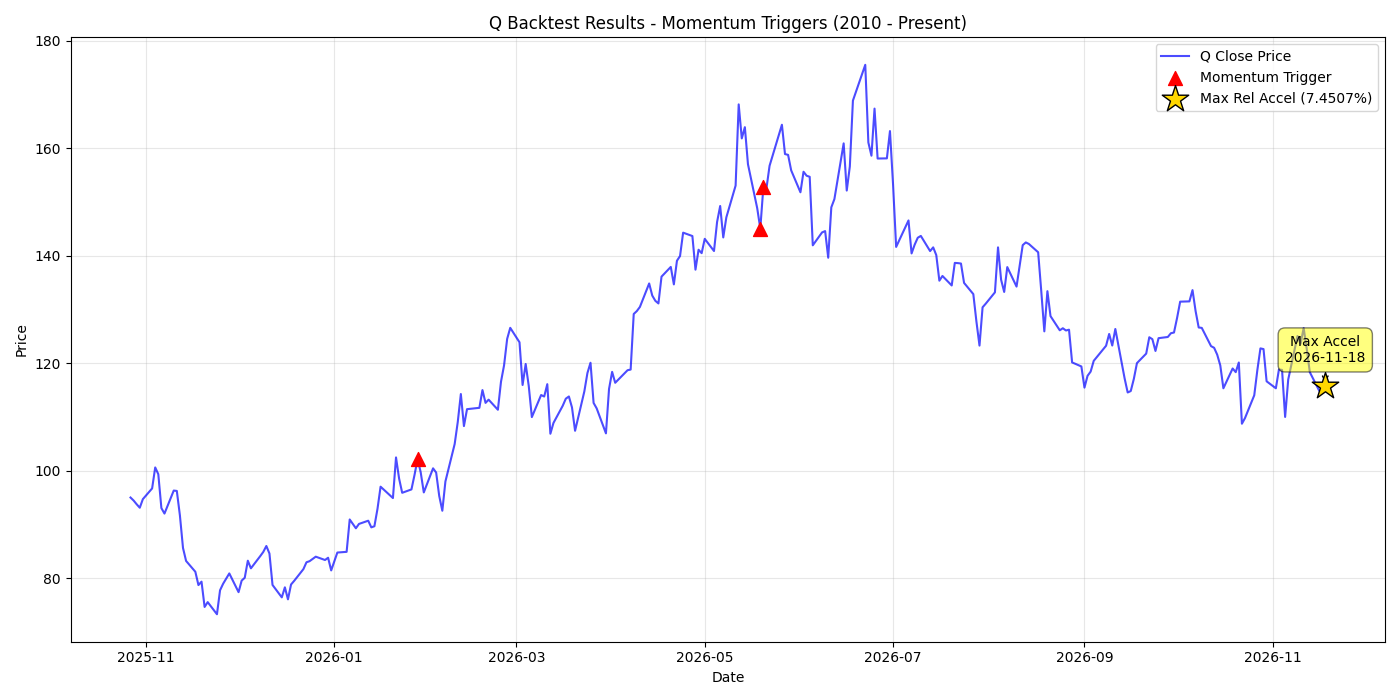 Q Backtest Results - Momentum Triggers (2010 - Present)
Q Close Price
Momentum Trigger
Max Rel Accel (7.4507%)
Price
180
160
140
120
100
80
Max Accel
2026-11-18
2025-11
2026-01
2026-03
2026-05
2026-07
2026-09
2026-11
Date